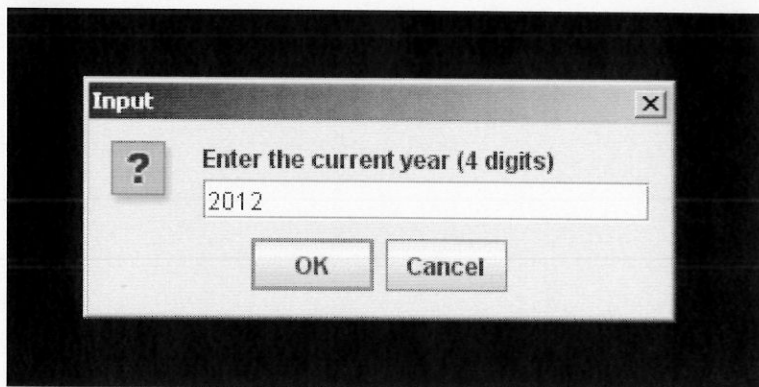 Input
?
Enter the current year (4 digits)
2012
OK
Cancel